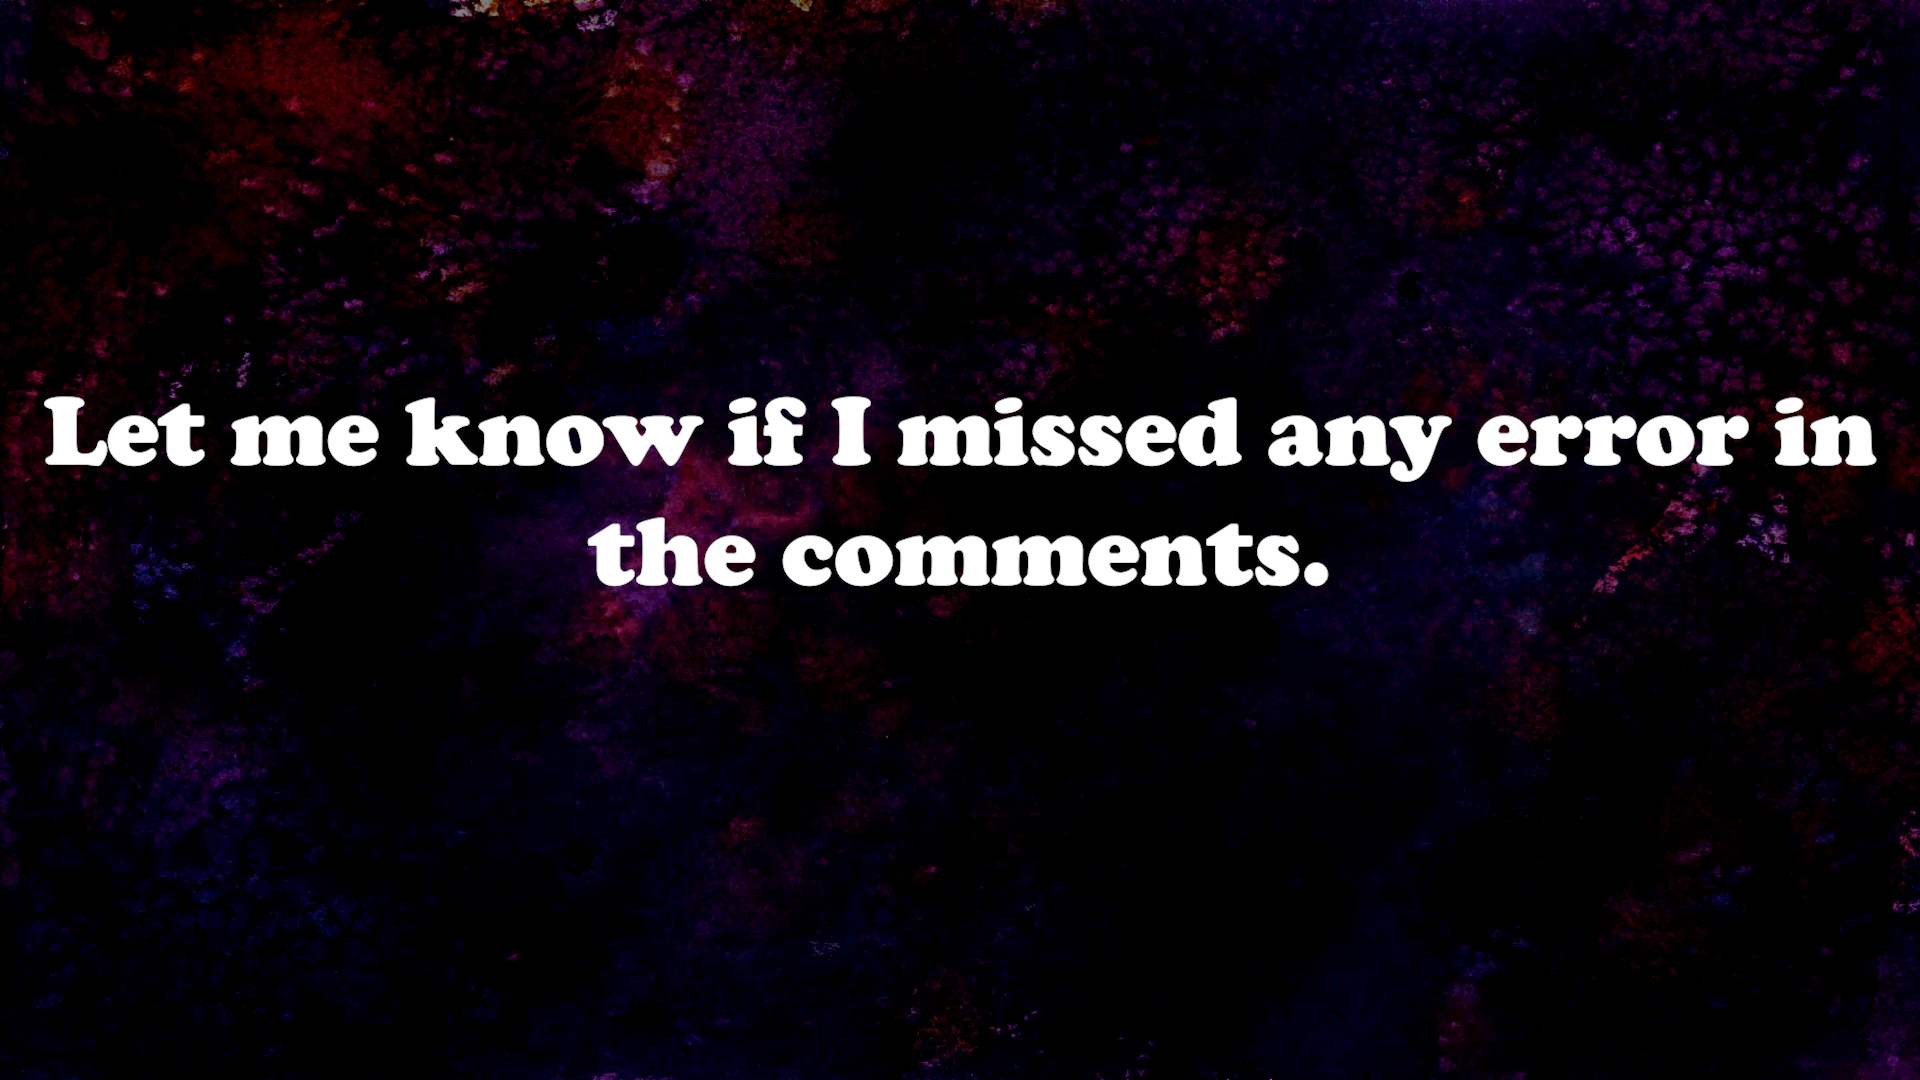 Let me know if I missed any error in
the comments.